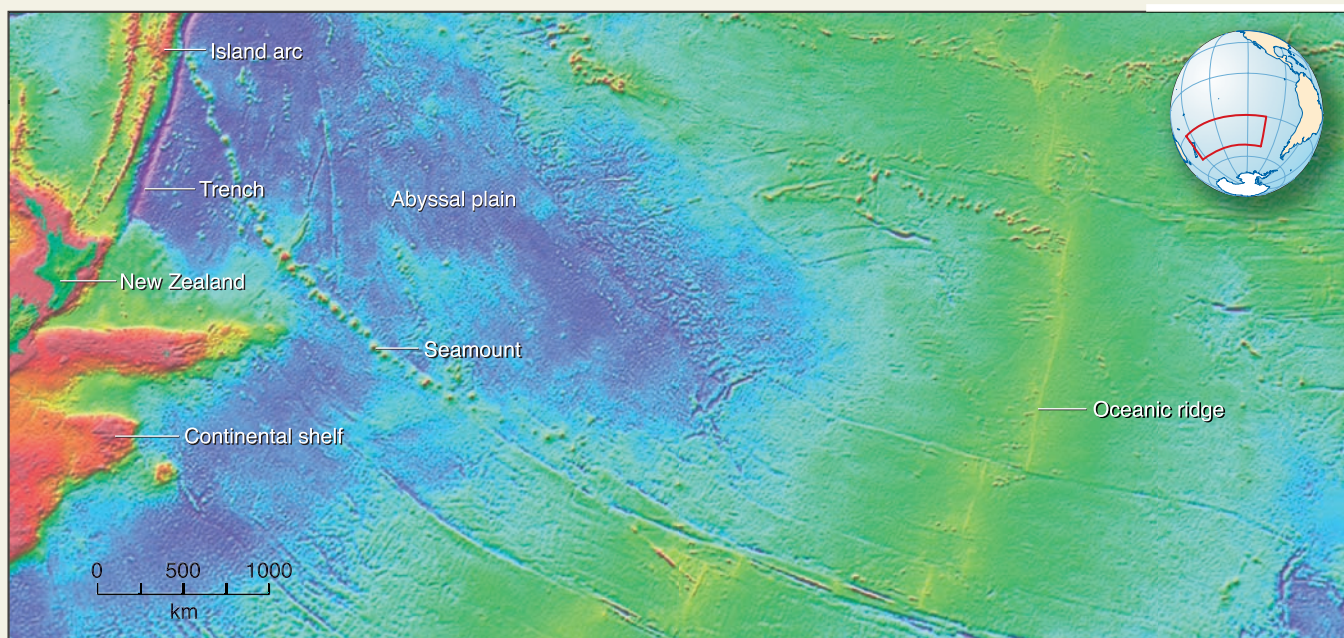 Island arc
Trench
Abyssal plain
New Zealand
Seamount
Oceanic ridge
Continental shelf
0 500 1000
km